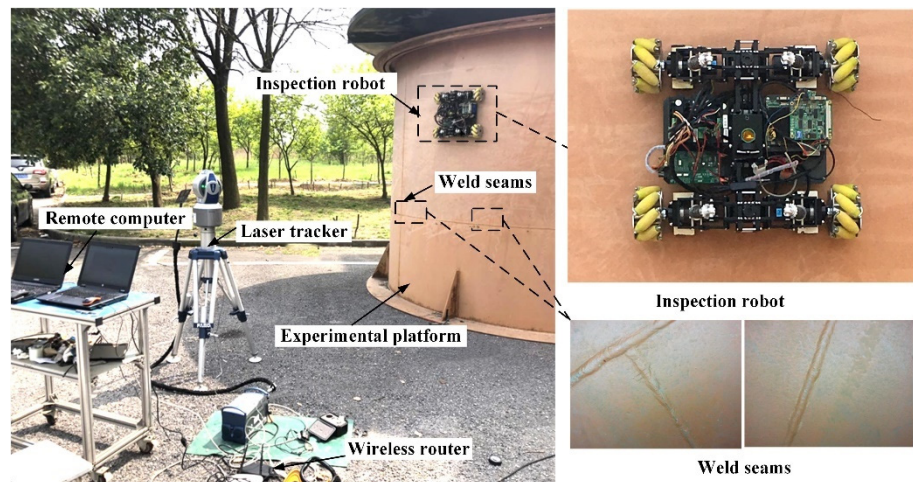 Inspection robot
Weld seams
Remote computer
Laser tracker
Experimental platform
Wireless router
Inspection robot
Weld seams